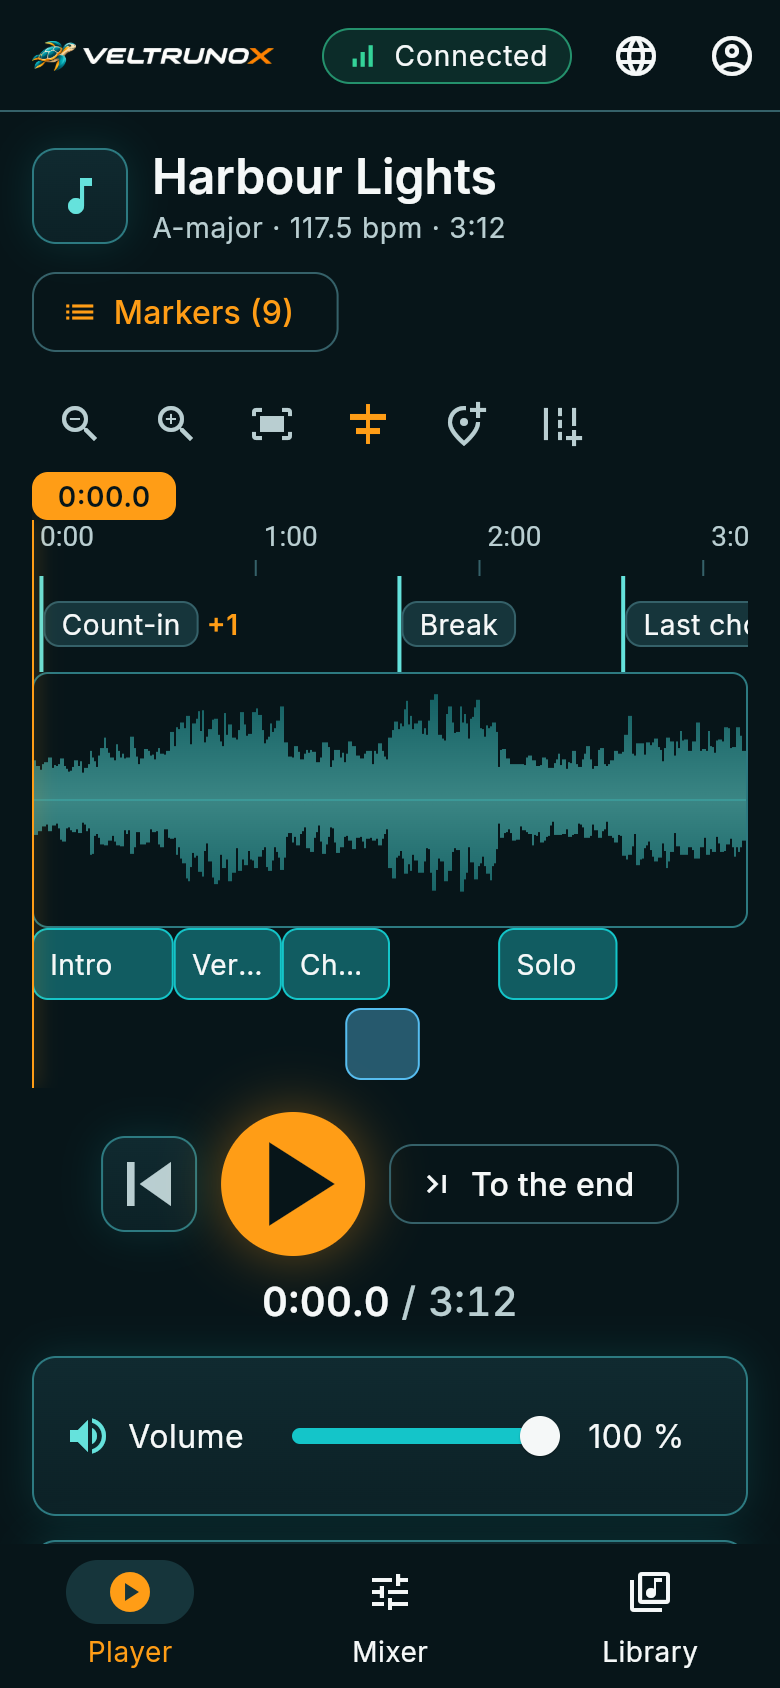 VELTRUNOX
Connected
Harbour Lights
A-major · 117.5 bpm · 3:12
Markers (9)
0:00.0
0:00 1:00 2:00 3:0
Count-in +1 Break Last cho
Intro Ver... Ch... Solo
To the end
0:00.0 / 3:12
Volume 100 %
Player Mixer Library